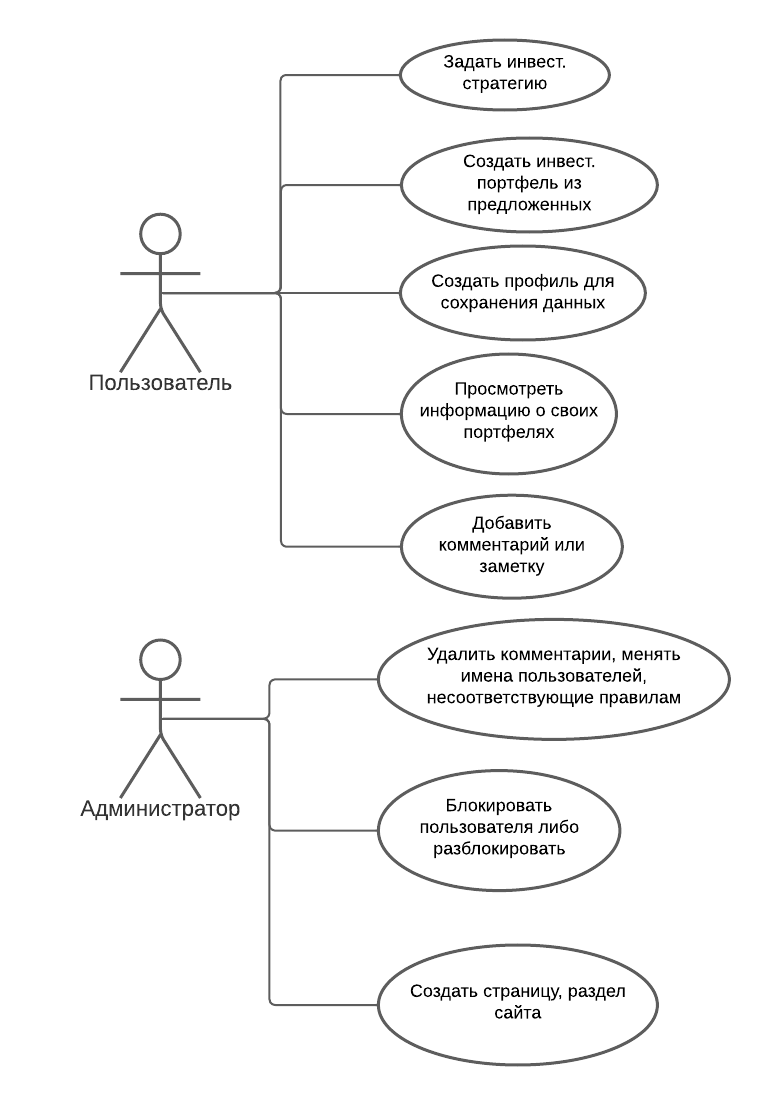 Задать инвест.
стратегию
Создать инвест.
портфель из
предложенных
Создать профиль для
сохранения данных
Пользователь
Просмотреть
информацию о своих
портфелях
Добавить
комментарий или
заметку
Удалить комментарии, менять
имена пользователей,
несоответствующие правилам
Администратор
Блокировать
пользователя либо
разблокировать
Создать страницу, раздел
сайта